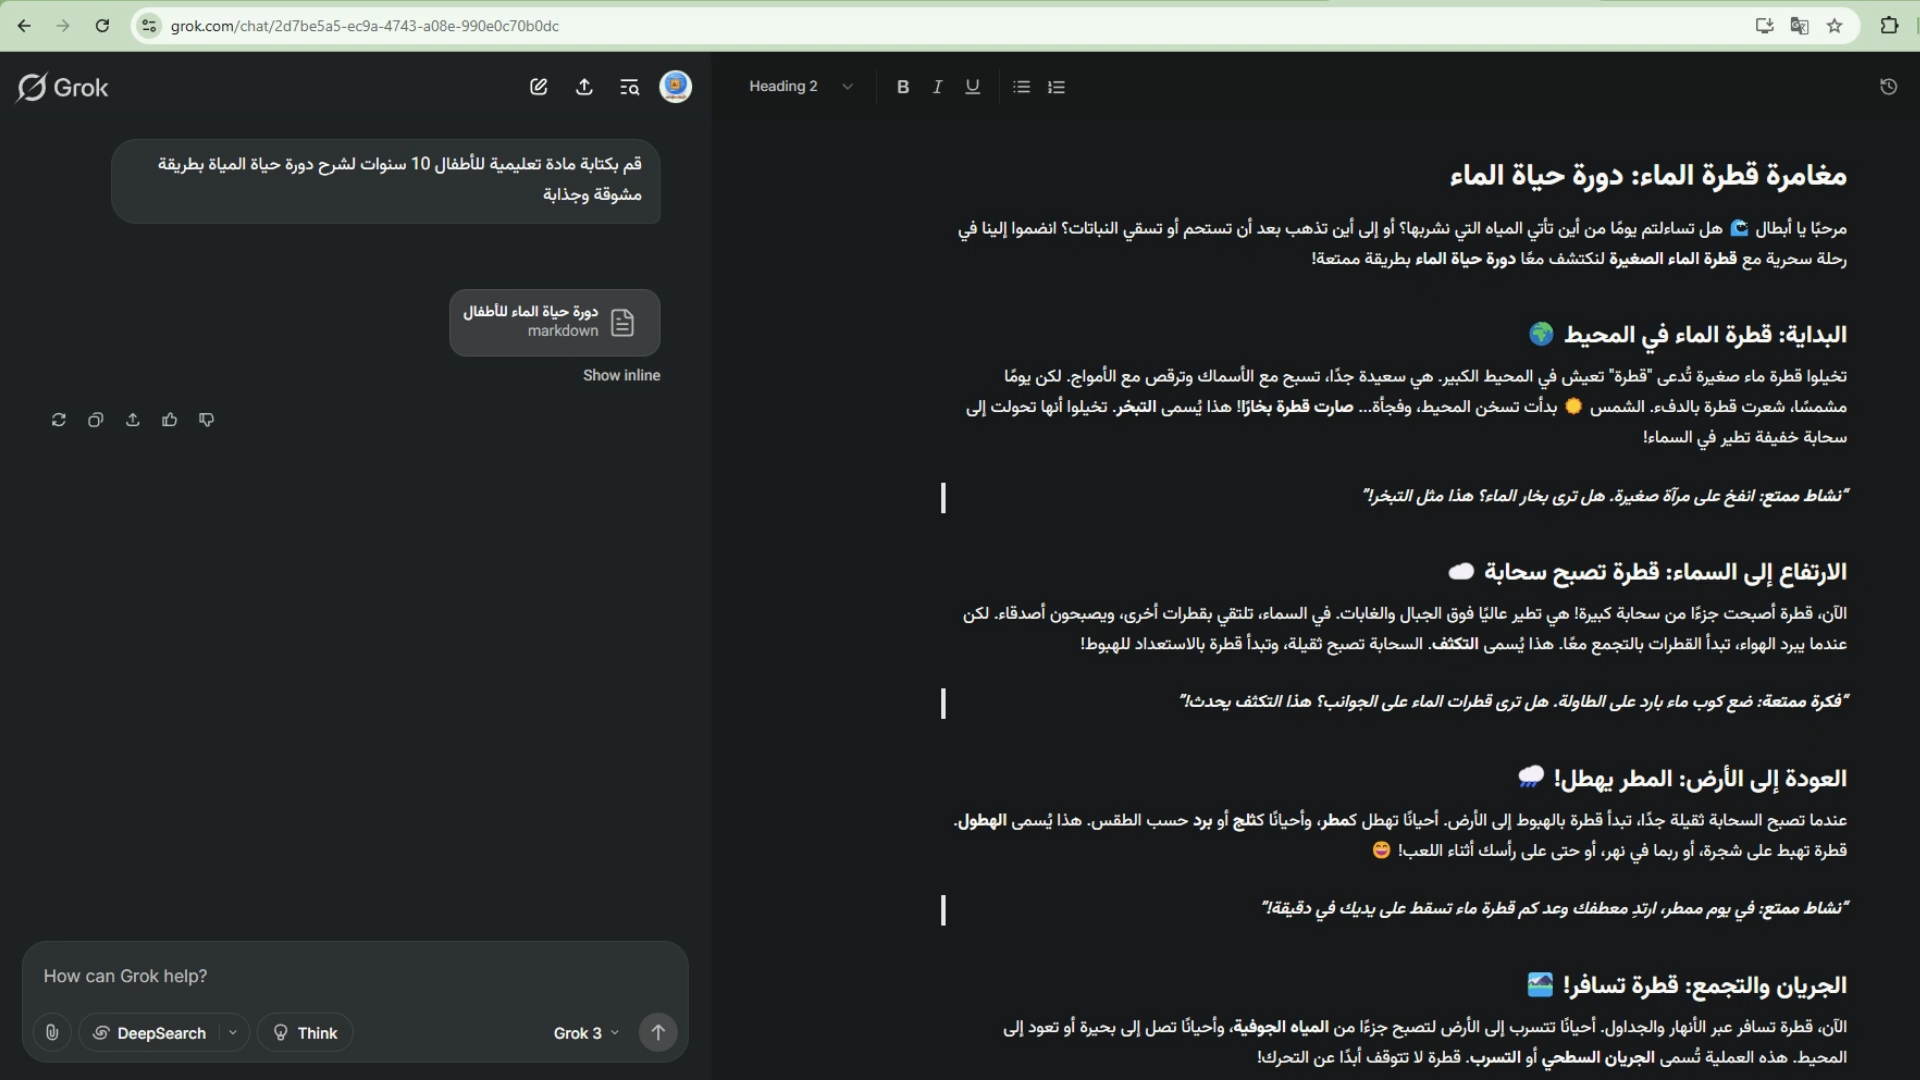 grok.com/chat/2d7be5a5-ec9a-4743-a08e-990e0c70b0dc
Grok
قم بكتابة مادة تعليمية للأطفال 10 سنوات لشرح دورة حياة المياة بطريقة
مشوقة وجذابة
دورة حياة الماء للأطفال
markdown
Show inline
How can Grok help?
DeepSearch
Think
Grok 3
Heading 2
B I U
مغامرة قطرة الماء: دورة حياة الماء
مرحبًا يا أبطال 🌊 هل تساءلتم يومًا من أين تأتي المياه التي نشربها؟ أو إلى أين تذهب بعد أن تستحم أو تسقي النباتات؟ انضموا إلينا في
رحلة سحرية مع قطرة الماء الصغيرة لنكتشف معًا دورة حياة الماء بطريقة ممتعة!
البداية: قطرة الماء في المحيط 🌍
تخيلوا قطرة ماء صغيرة تُدعى "قطرة" تعيش في المحيط الكبير. هي سعيدة جدًا، تسبح مع الأسماك وترقص مع الأمواج. لكن يومًا
مشمسًا، شعرت قطرة بالدفء. الشمس ☀️ بدأت تسخن المحيط، وفجأة... صارت قطرة بخارًا! هذا يُسمى التبخر. تخيلوا أنها تحولت إلى
سحابة خفيفة تطير في السماء!
"نشاط ممتع: انفخ على مرآة صغيرة. هل ترى بخار الماء؟ هذا مثل التبخر!"
الارتفاع إلى السماء: قطرة تصبح سحابة ☁️
الآن، قطرة أصبحت جزءًا من سحابة كبيرة! هي تطير عاليًا فوق الجبال والغابات. في السماء، تلتقي بقطرات أخرى، ويصبحون أصدقاء. لكن
عندما يبرد الهواء، تبدأ القطرات بالتجمع معًا. هذا يُسمى التكثف. السحابة تصبح ثقيلة، وتبدأ قطرة بالاستعداد للهبوط!
"فكرة ممتعة: ضع كوب ماء بارد على الطاولة. هل ترى قطرات الماء على الجوانب؟ هذا التكثف يحدث!"
العودة إلى الأرض: المطر يهطل! 🌧️
عندما تصبح السحابة ثقيلة جدًا، تبدأ قطرة بالهبوط إلى الأرض. أحيانًا تهطل كمطر، وأحيانًا كثلج أو برد حسب الطقس. هذا يُسمى الهطول.
قطرة تهبط على شجرة، أو ربما في نهر، أو حتى على رأسك أثناء اللعب! 😄
"نشاط ممتع: في يوم ممطر، ارتدِ معطفك وعد كم قطرة ماء تسقط على يديك في دقيقة!"
الجريان والتجمع: قطرة تسافر! 🏞️
الآن، قطرة تسافر عبر الأنهار والجداول. أحيانًا تتسرب إلى الأرض لتصبح جزءًا من المياه الجوفية، وأحيانًا تصل إلى بحيرة أو تعود إلى
المحيط. هذه العملية تُسمى الجريان السطحي أو التسرب. قطرة لا تتوقف أبدًا عن التحرك!